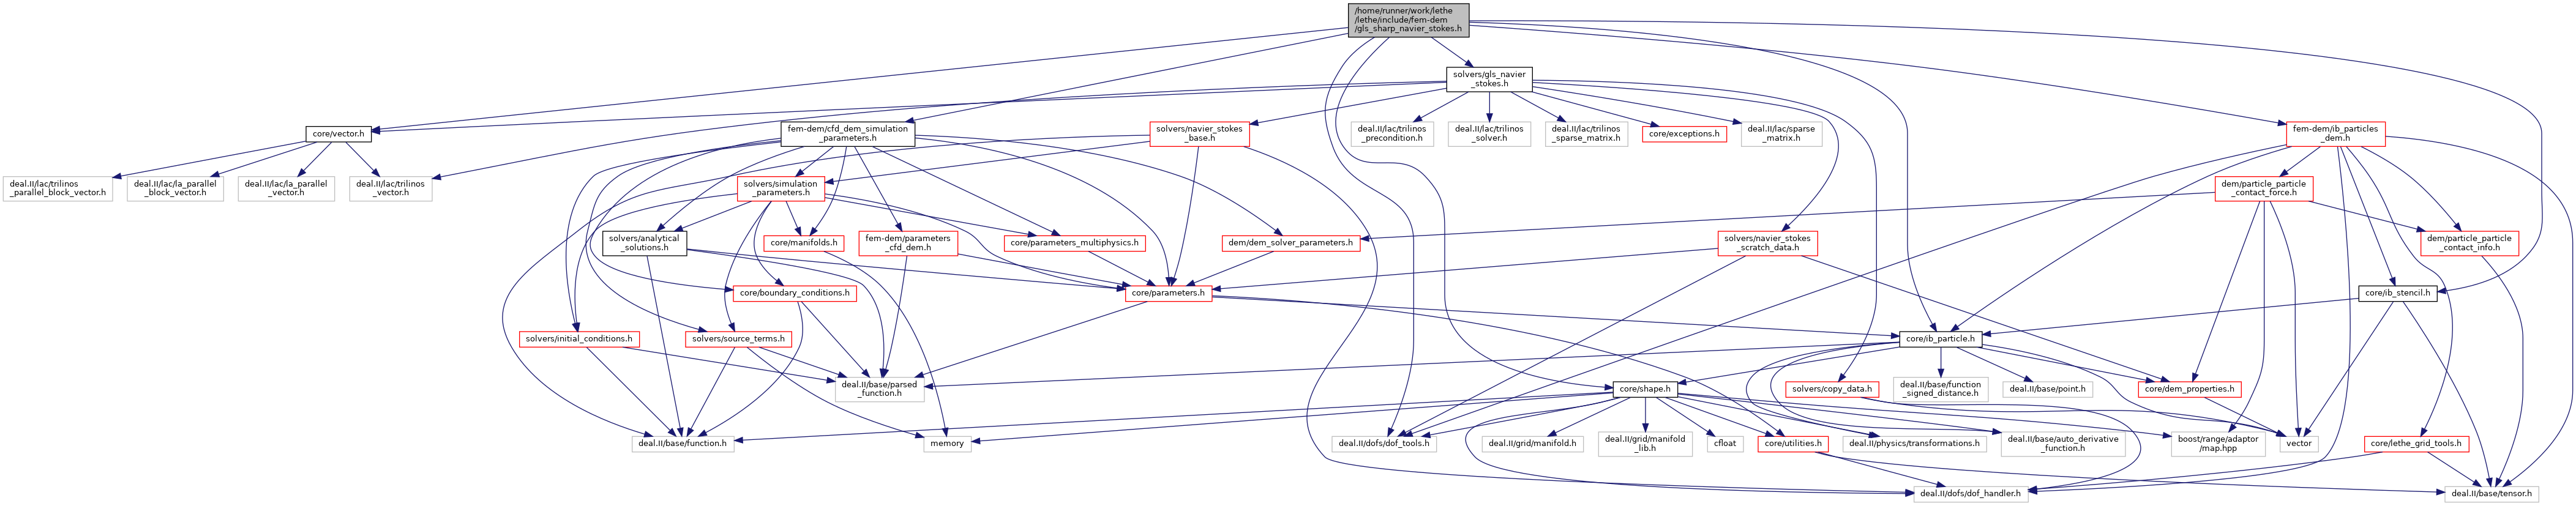 /home/runner/work/lethe
/lethe/include/fem-dem
/gls_sharp_navier_stokes.h
solvers/gls_navier
_stokes.h
core/vector.h
fem-dem/cfd_dem_simulation
_parameters.h
solvers/navier_stokes
_base.h
deal.II/lac/trilinos
_precondition.h
deal.II/lac/trilinos
_solver.h
deal.II/lac/trilinos
_sparse_matrix.h
core/exceptions.h
deal.II/lac/sparse
_matrix.h
fem-dem/ib_particles
_dem.h
deal.II/lac/trilinos
_parallel_block_vector.h
deal.II/lac/la_parallel
_block_vector.h
deal.II/lac/la_parallel
_vector.h
deal.II/lac/trilinos
_vector.h
solvers/simulation
_parameters.h
dem/particle_particle
_contact_force.h
solvers/analytical
_solutions.h
core/manifolds.h
fem-dem/parameters
_cfd_dem.h
core/parameters_multiphysics.h
dem/dem_solver_parameters.h
solvers/navier_stokes
_scratch_data.h
dem/particle_particle
_contact_info.h
core/boundary_conditions.h
core/parameters.h
core/ib_stencil.h
solvers/initial_conditions.h
solvers/source_terms.h
core/ib_particle.h
deal.II/base/parsed
_function.h
core/shape.h
solvers/copy_data.h
deal.II/base/function
_signed_distance.h
deal.II/base/point.h
core/dem_properties.h
deal.II/base/function.h
memory
deal.II/dofs/dof_tools.h
deal.II/grid/manifold.h
deal.II/grid/manifold
_lib.h
cfloat
core/utilities.h
deal.II/physics/transformations.h
deal.II/base/auto_derivative
_function.h
boost/range/adaptor
/map.hpp
vector
core/lethe_grid_tools.h
deal.II/dofs/dof_handler.h
deal.II/base/tensor.h